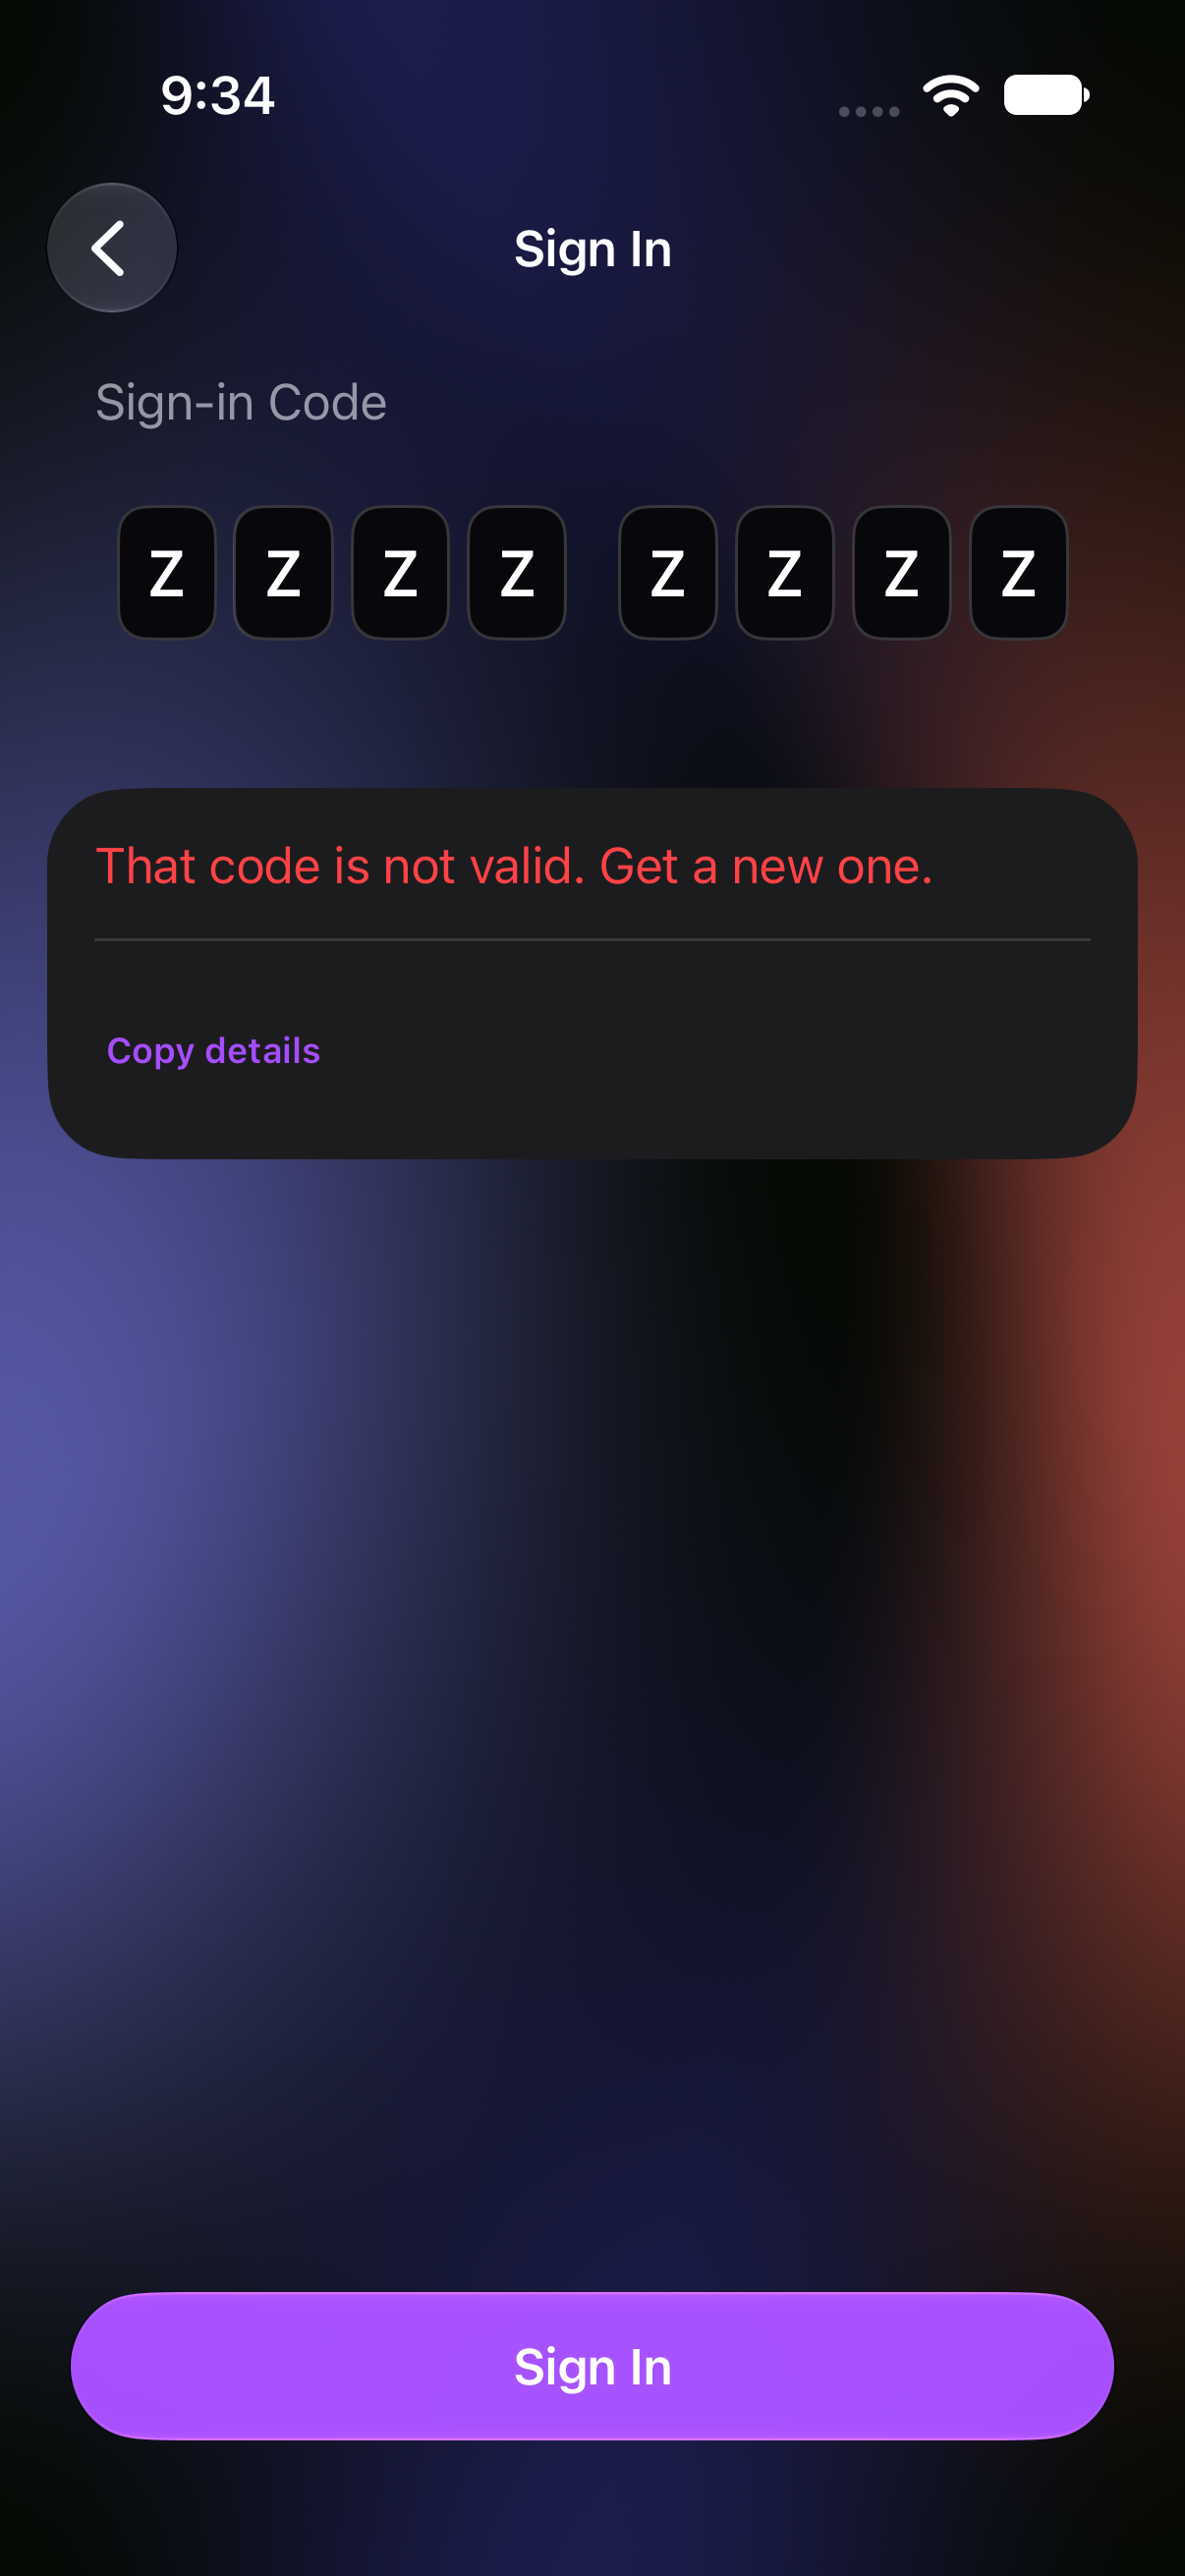 9:34
Sign In
Sign-in Code
Z Z Z Z Z Z Z Z
That code is not valid. Get a new one.
Copy details
Sign In